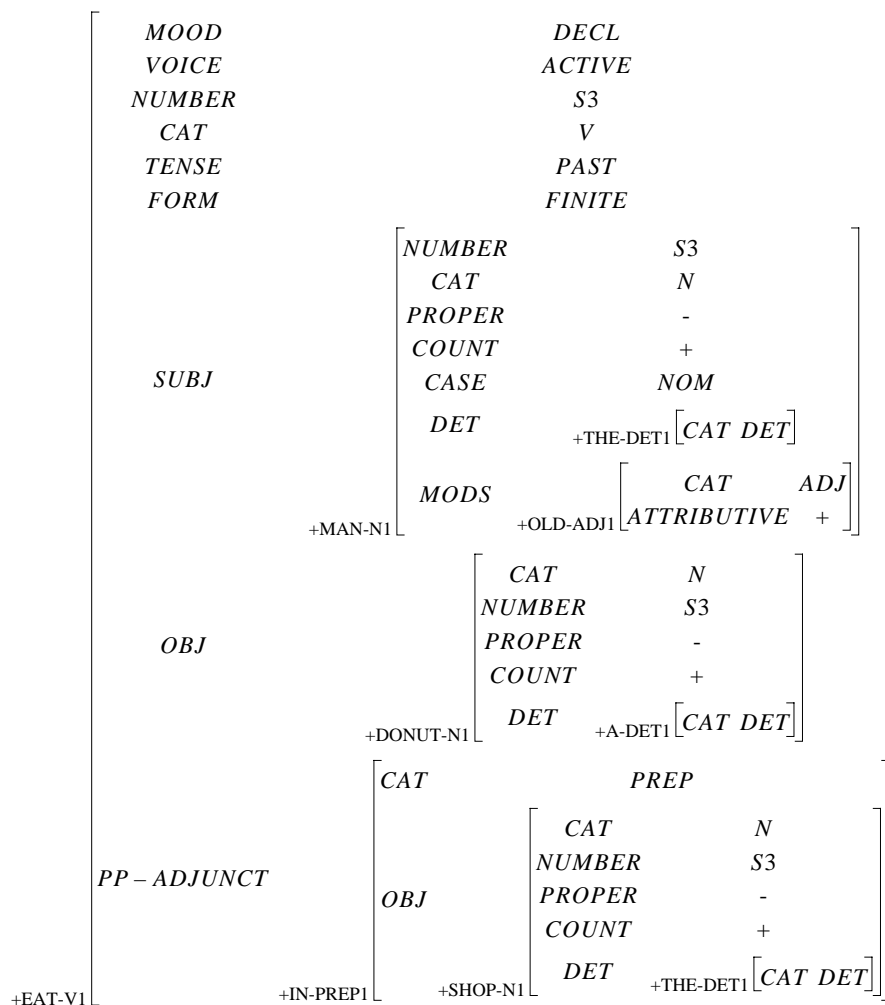 MOOD DECL
VOICE ACTIVE
NUMBER S3
CAT V
TENSE PAST
FORM FINITE
NUMBER S3
CAT N
PROPER -
COUNT +
SUBJ CASE NOM
DET +THE-DET1 [CAT DET]
CAT ADJ
MODS
+MAN-N1 +OLD-ADJ1 ATTRIBUTIVE +
CAT N
NUMBER S3
OBJ PROPER -
COUNT +
DET
+DONUT-N1 +A-DET1 [CAT DET]
CAT PREP
CAT N
NUMBER S3
PP – ADJUNCT
OBJ PROPER -
COUNT +
DET
+EAT-V1 +IN-PREP1 +SHOP-N1 +THE-DET1 [CAT DET]